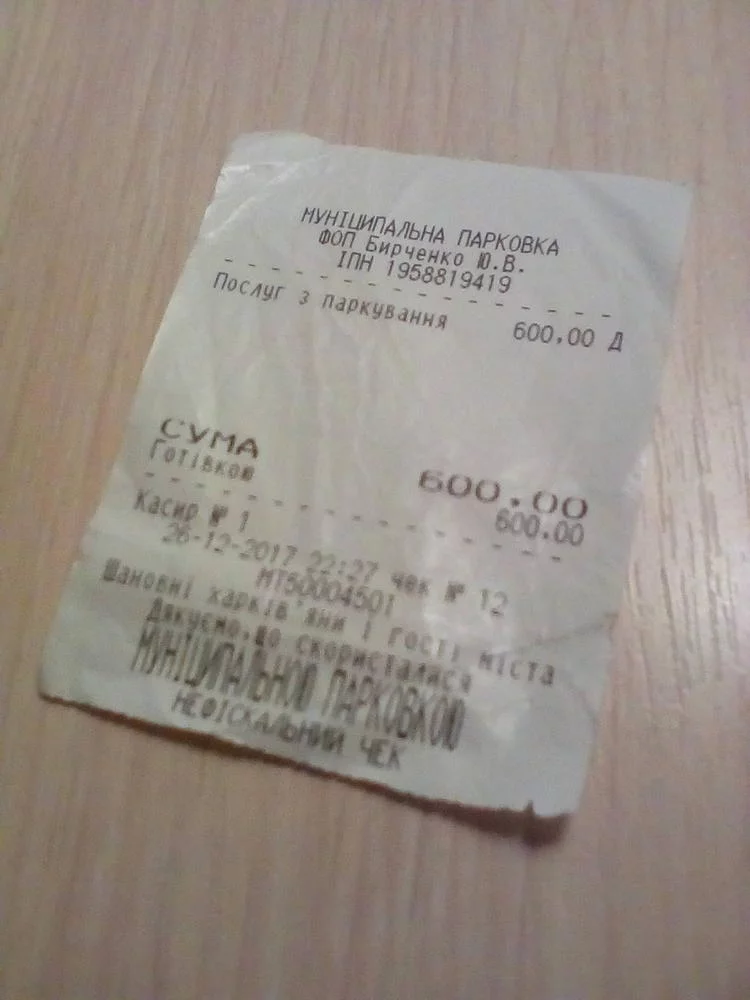 МУНІЦИПАЛЬНА ПАРКОВКА
ФОП Бирченко Ю.В.
ІПН 1958819419
Послуг з паркування 600.00 Д
СУМА 600.00
Готівкою 600.00
Касир № 1
26-12-2017 22:27 чек № 12
МТ50004501
Шановні харків'яни і гості міста
Дякуємо,що скористалися
МУНІЦИПАЛЬНОЮ ПАРКОВКОЮ
НЕФІСКАЛЬНИЙ ЧЕК